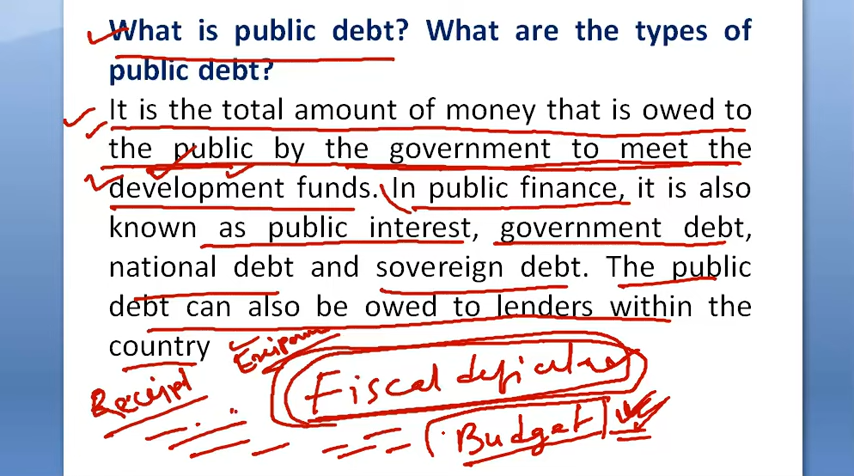 What is public debt? What are the types of
public debt?
It is the total amount of money that is owed to
the public by the government to meet the
development funds. In public finance, it is also
known as public interest, government debt,
national debt and sovereign debt. The public
debt can also be owed to lenders within the
country
Receipt
Fiscal
Budget